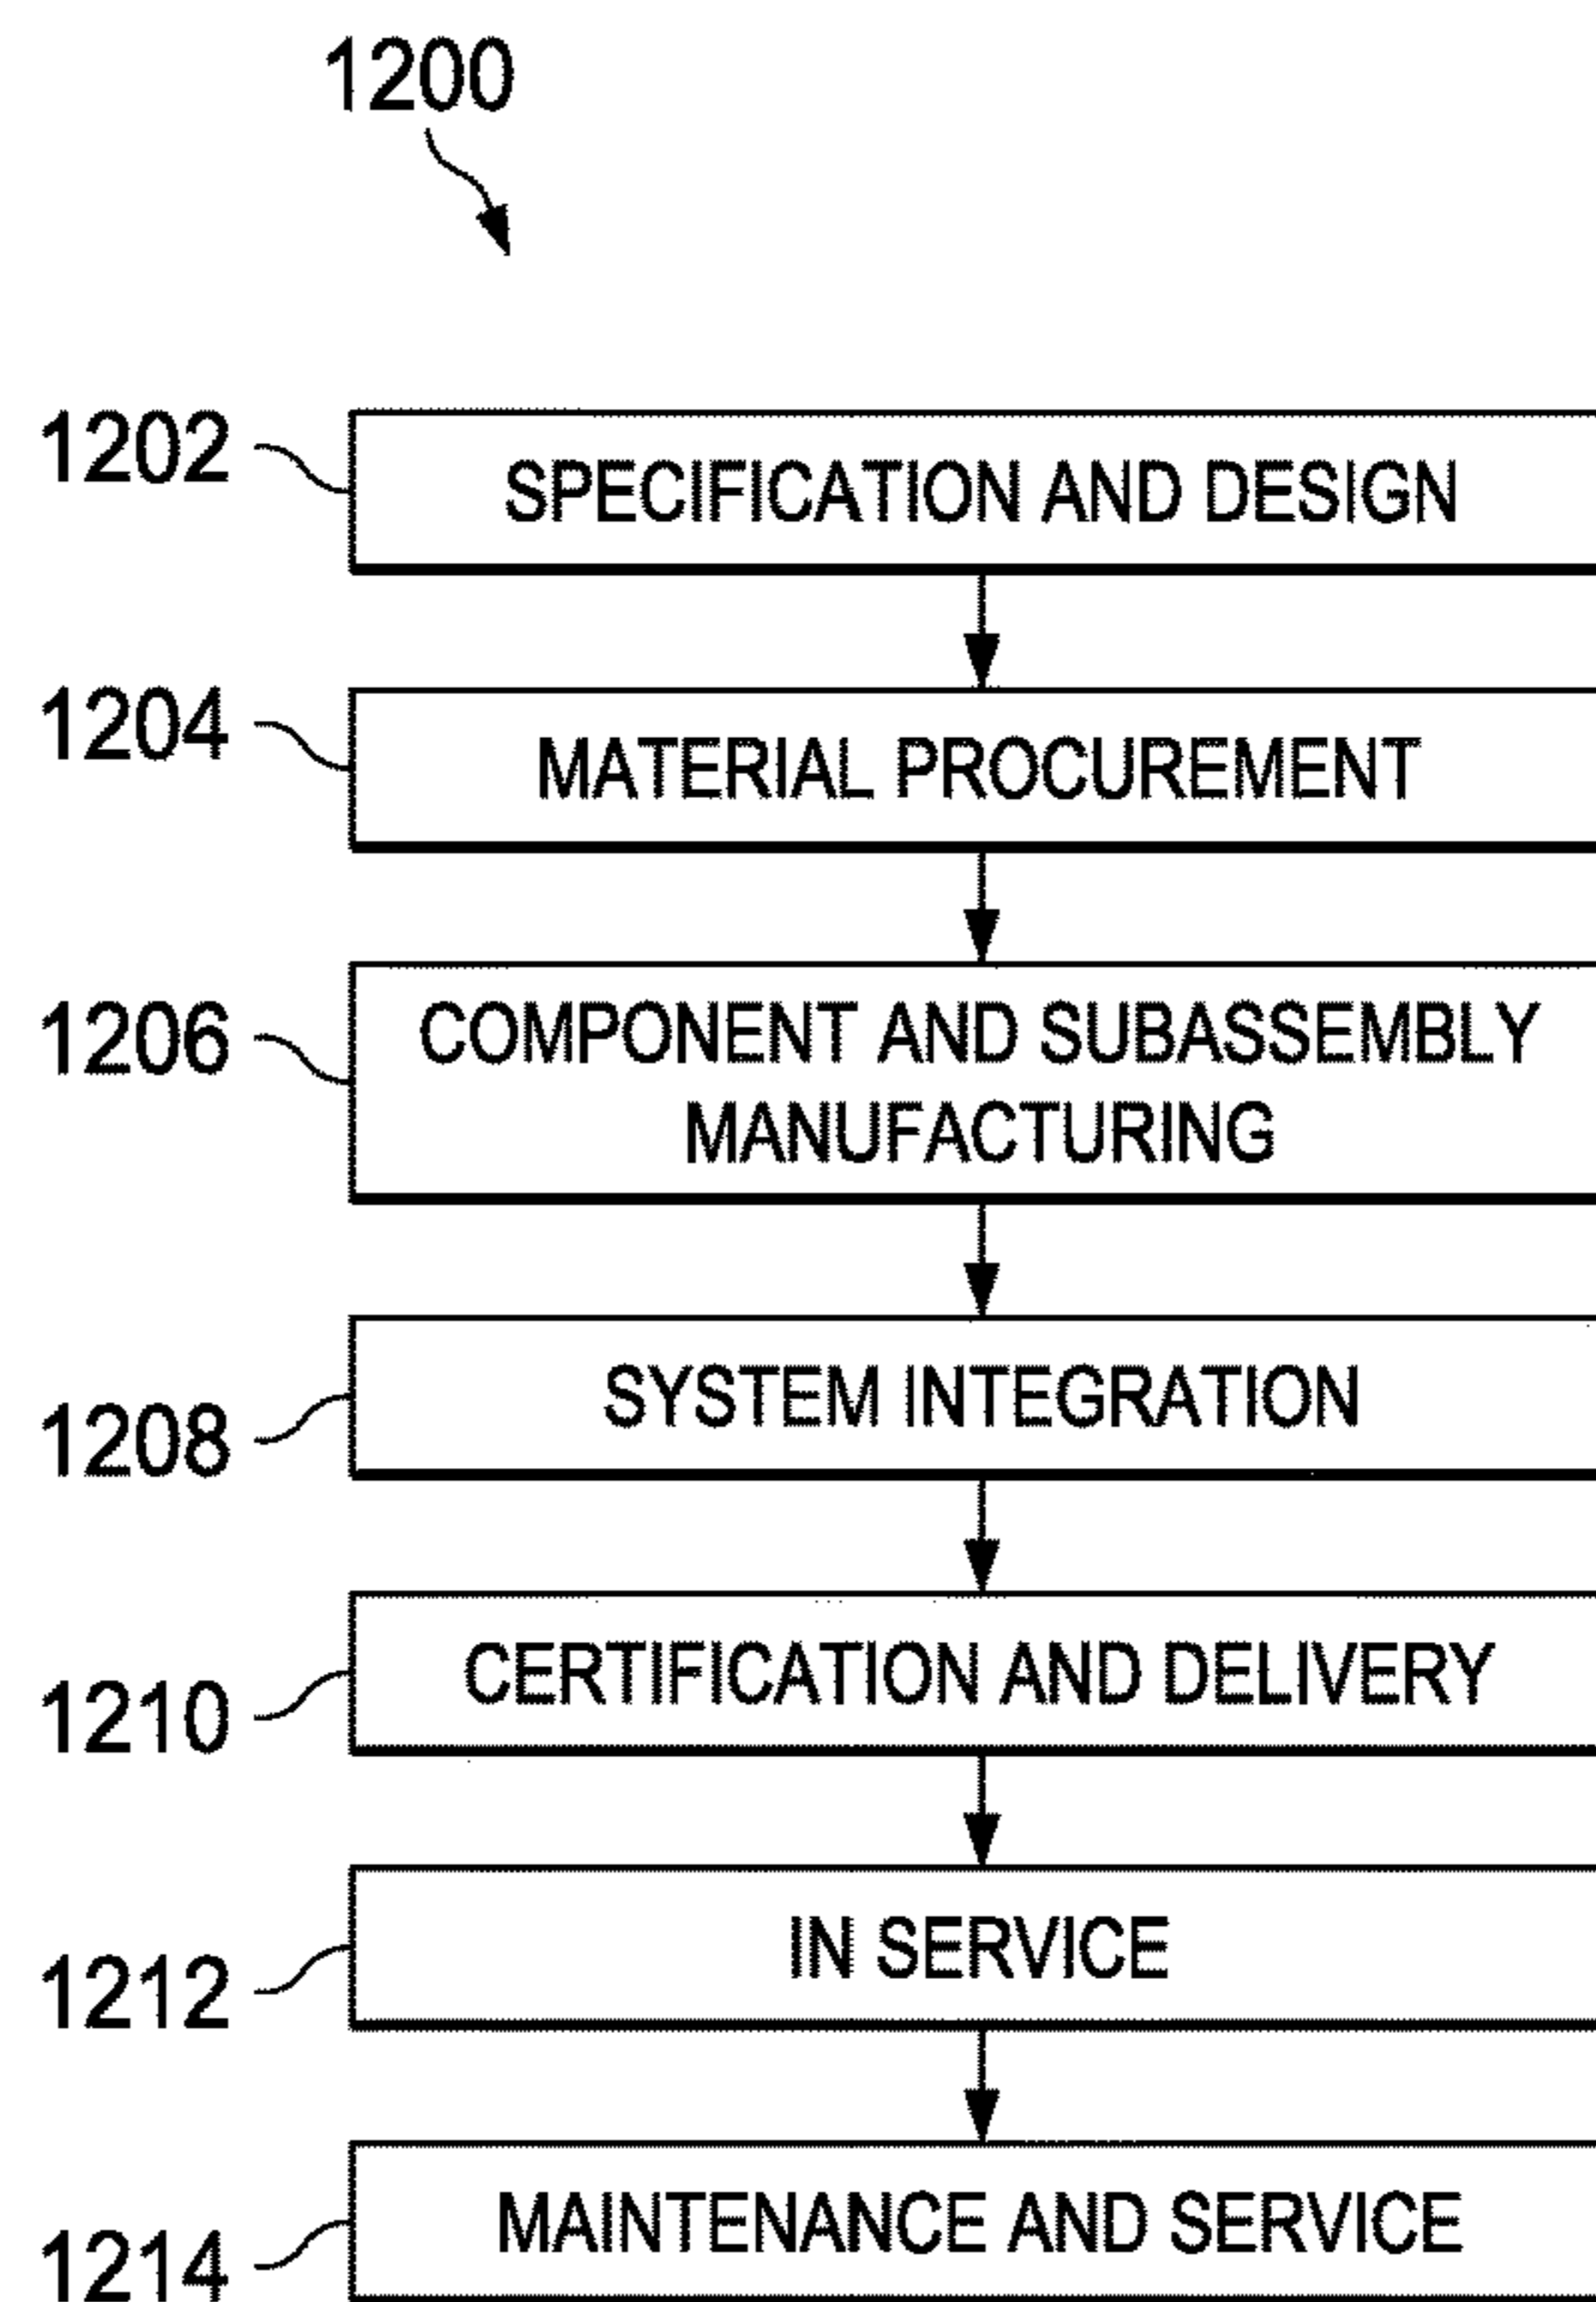 1200
1202 SPECIFICATION AND DESIGN
1204 MATERIAL PROCUREMENT
1206 COMPONENT AND SUBASSEMBLY
MANUFACTURING
1208 SYSTEM INTEGRATION
1210 CERTIFICATION AND DELIVERY
1212 IN SERVICE
1214 MAINTENANCE AND SERVICE